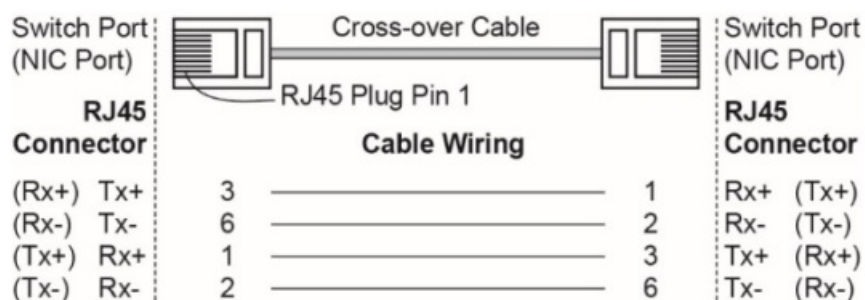 Switch Port Cross-over Cable Switch Port
(NIC Port) (NIC Port)
RJ45 Plug Pin 1
RJ45 RJ45
Connector Cable Wiring Connector
(Rx+) Tx+ 3 1 Rx+ (Tx+)
(Rx-) Tx- 6 2 Rx- (Tx-)
(Tx+) Rx+ 1 3 Tx+ (Rx+)
(Tx-) Rx- 2 6 Tx- (Rx-)